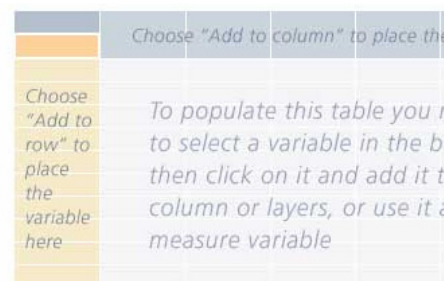 Choose "Add to column" to place the
Choose
"Add to
row" to
place
the
variable
here
To populate this table you
to select a variable in the
then click on it and add it
column or layers, or use it
measure variable